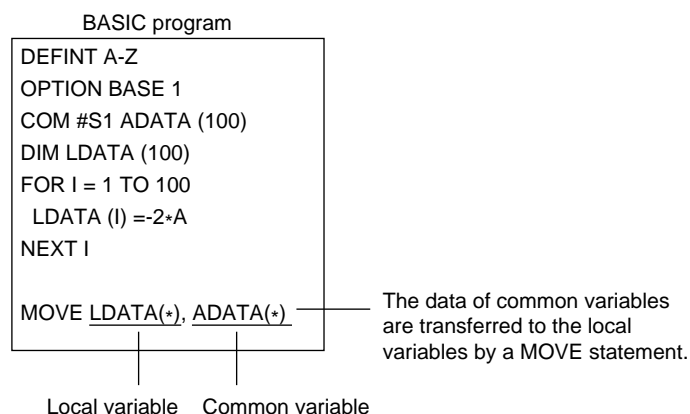 BASIC program
DEFINT A-Z
OPTION BASE 1
COM #S1 ADATA (100)
DIM LDATA (100)
FOR I = 1 TO 100
LDATA (I) =-2*A
NEXT I
MOVE LDATA(*), ADATA(*)
The data of common variables
are transferred to the local
variables by a MOVE statement.
Local variable Common variable